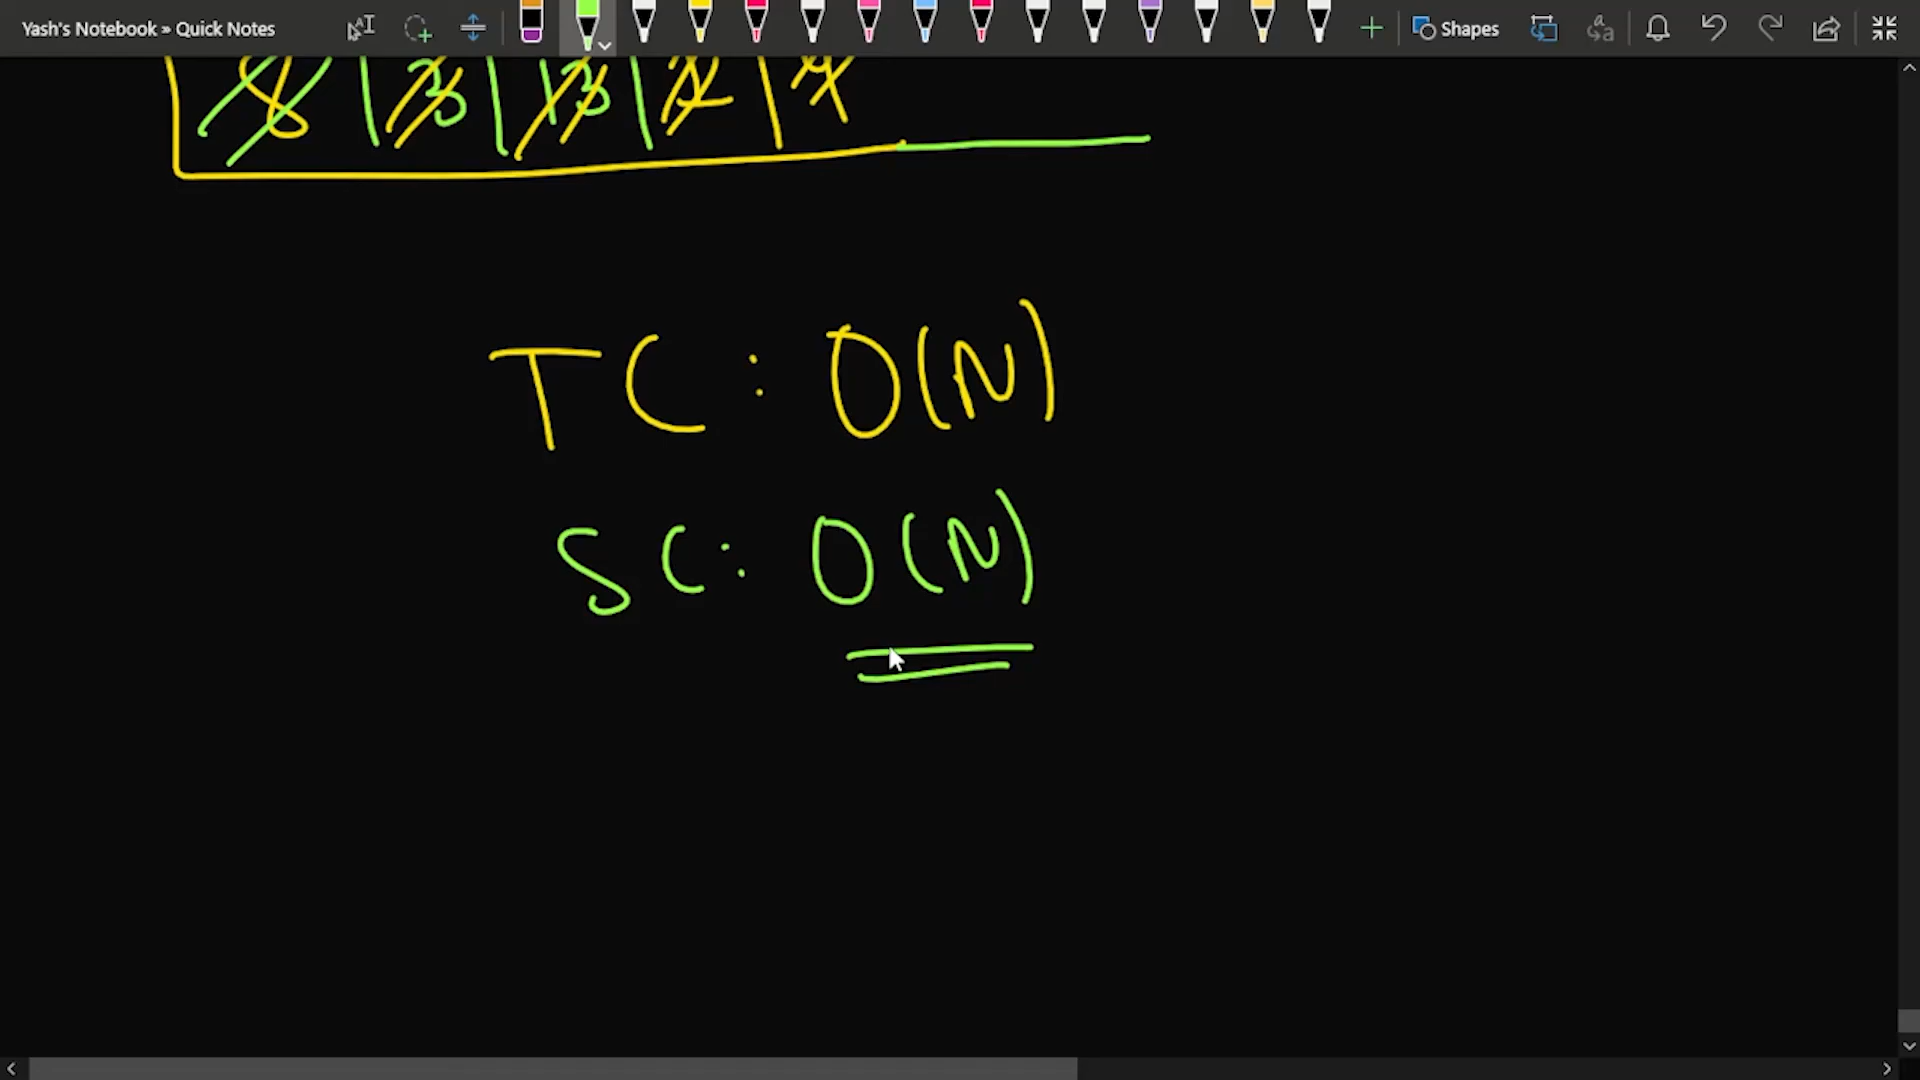 Yash's Notebook » Quick Notes
Shapes
TC: O(N)
SC: O(N)